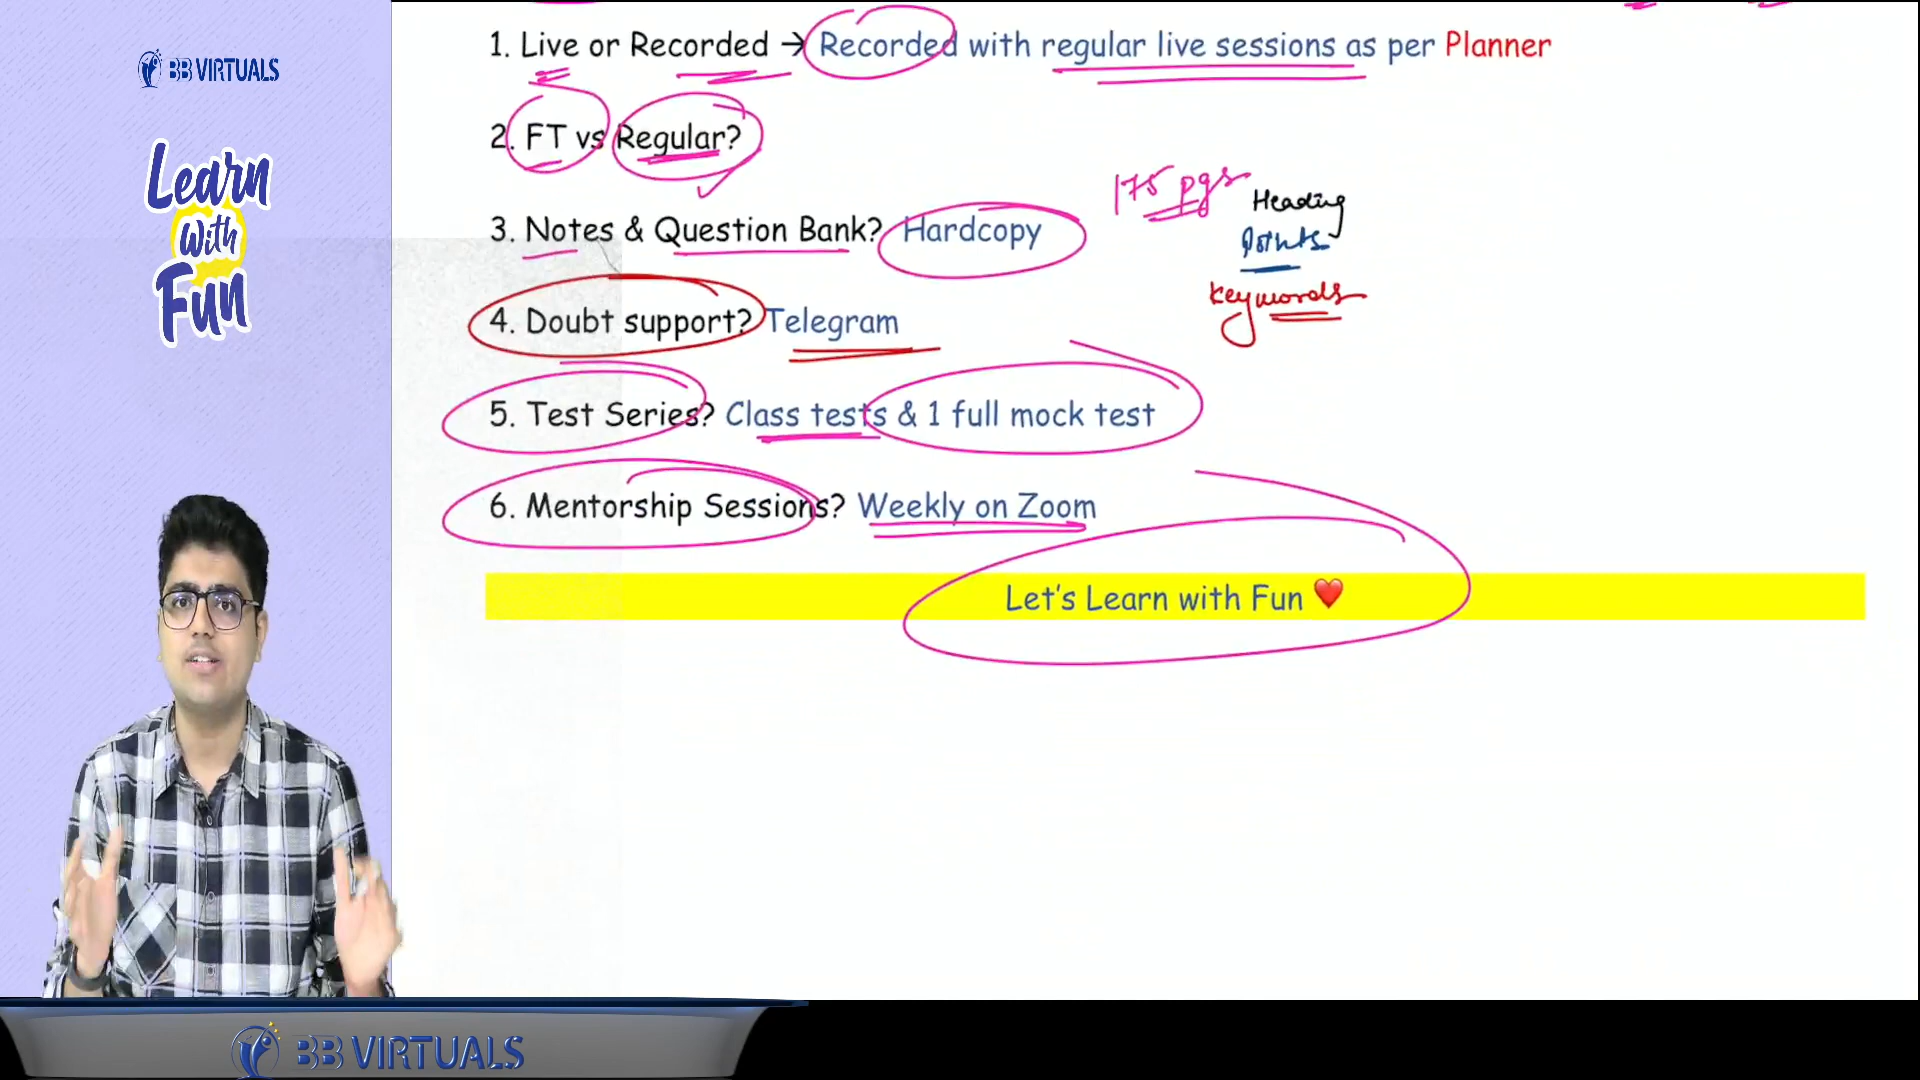 BB VIRTUALS
Learn
with
Fun
1. Live or Recorded → Recorded with regular live sessions as per Planner
2. FT vs Regular?
175 pgs
Heading
3. Notes & Question Bank? Hardcopy
Points
Keywords
4. Doubt support? Telegram
5. Test Series? Class tests & 1 full mock test
6. Mentorship Sessions? Weekly on Zoom
Let's Learn with Fun ❤️
BB VIRTUALS